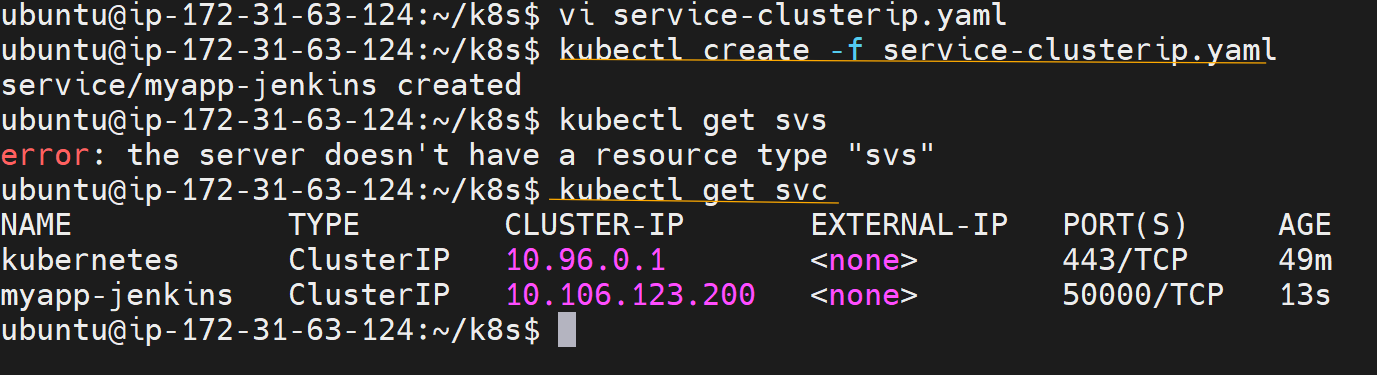 ubuntu@ip-172-31-63-124:~/k8s$ vi service-clusterip.yaml
ubuntu@ip-172-31-63-124:~/k8s$ kubectl create -f service-clusterip.yaml
service/myapp-jenkins created
ubuntu@ip-172-31-63-124:~/k8s$ kubectl get svs
error: the server doesn't have a resource type "svs"
ubuntu@ip-172-31-63-124:~/k8s$ kubectl get svc
NAME            TYPE        CLUSTER-IP       EXTERNAL-IP   PORT(S)     AGE
kubernetes      ClusterIP   10.96.0.1        <none>        443/TCP     49m
myapp-jenkins   ClusterIP   10.106.123.200   <none>        50000/TCP   13s
ubuntu@ip-172-31-63-124:~/k8s$